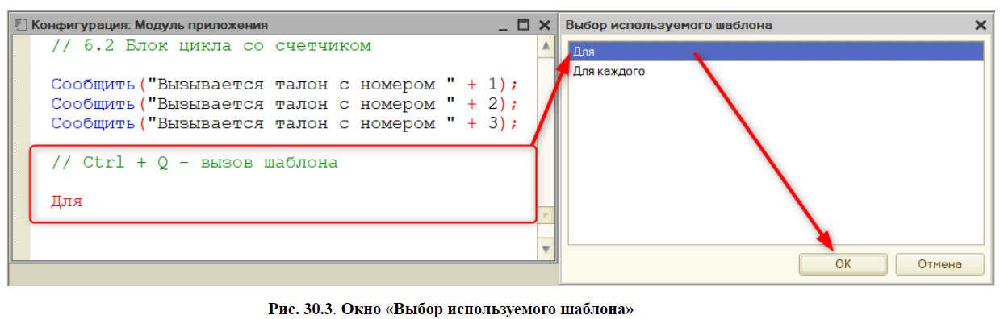 Конфигурация: Модуль приложения
// 6.2 Блок цикла со счетчиком
Сообщить("Вызывается талон с номером " + 1);
Сообщить("Вызывается талон с номером " + 2);
Сообщить("Вызывается талон с номером " + 3);
// Ctrl + Q - вызов шаблона
Для
Выбор используемого шаблона
Для
Для каждого
OK
Отмена
Рис. 30.3. Окно «Выбор используемого шаблона»